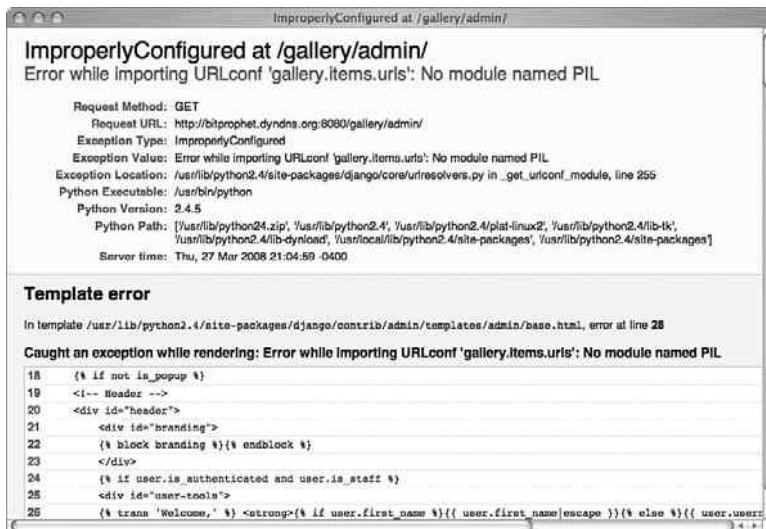 ImproperlyConfigured at /gallery/admin/
ImproperlyConfigured at /gallery/admin/
Error while importing URLconf 'gallery.items.urls': No module named PIL
Request Method: GET
Request URL: http://bitprophet.dyndns.org:8080/gallery/admin/
Exception Type: ImproperlyConfigured
Exception Value: Error while importing URLconf 'gallery.items.urls': No module named PIL
Exception Location: /usr/lib/python2.4/site-packages/django/core/urlresolvers.py in _get_urlconf_module, line 255
Python Executable: /usr/bin/python
Python Version: 2.4.5
Python Path: ['/usr/lib/python24.zip', '/usr/lib/python2.4', '/usr/lib/python2.4/plat-linux2', '/usr/lib/python2.4/lib-tk',
'/usr/lib/python2.4/lib-dynload', '/usr/local/lib/python2.4/site-packages', '/usr/lib/python2.4/site-packages']
Server time: Thu, 27 Mar 2008 21:04:59 -0400
Template error
In template /usr/lib/python2.4/site-packages/django/contrib/admin/templates/admin/base.html, error at line 28
Caught an exception while rendering: Error while importing URLconf 'gallery.items.urls': No module named PIL
18 {% if not is_popup %}
19 <!-- Header -->
20 <div id="header">
21 <div id="branding">
22 {% block branding %}{% endblock %}
23 </div>
24 {% if user.is_authenticated and user.is_staff %}
25 <div id="user-tools">
26 {% trans 'Welcome,' %} <strong>{% if user.first_name %}{{ user.first_name|escape }}{% else %}{{ user.usern